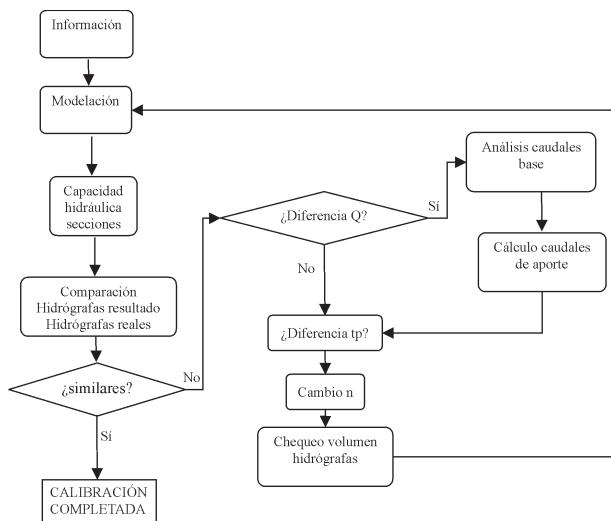 Información
Modelación
Capacidad
hidráulica
secciones
Comparación
Hidrógrafas resultado
Hidrógrafas reales
¿similares?
No
Sí
CALIBRACIÓN
COMPLETADA
¿Diferencia Q?
Sí
No
Análisis caudales
base
Cálculo caudales
de aporte
¿Diferencia tp?
Cambio n
Chequeo volumen
hidrógrafas